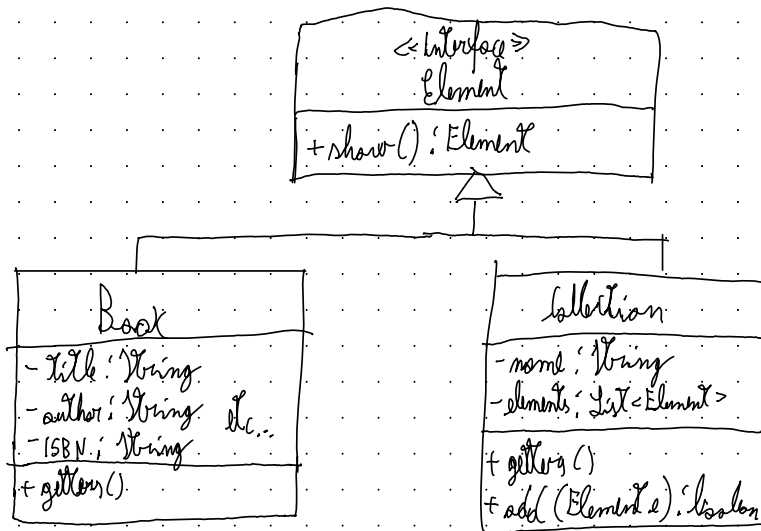 <<Interface>>
Element
+show() : Element
Book
- title : String
- author : String etc...
- ISBN : String
+ getters()
Collection
- name : String
- elements : List<Element>
+ getters()
+ add (Element e) : boolean